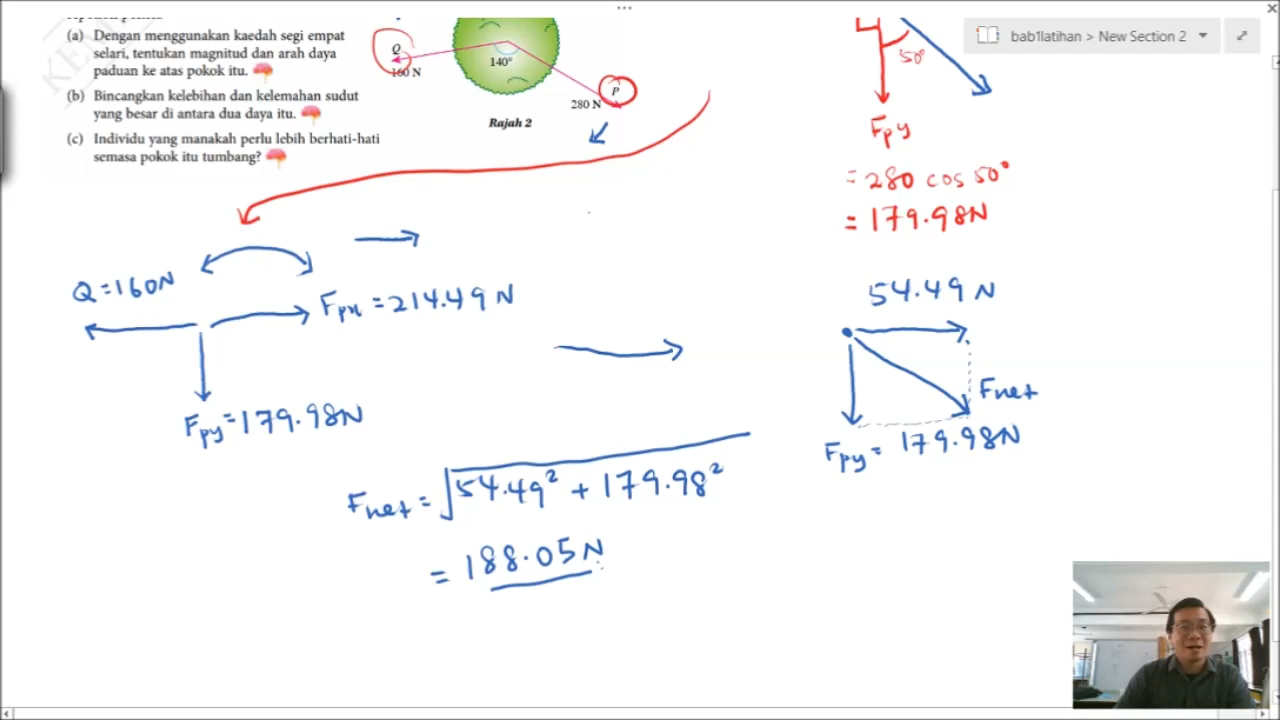 (a) Dengan menggunakan kaedah segi empat
selari, tentukan magnitud dan arah daya
paduan ke atas pokok itu.
(b) Bincangkan kelebihan dan kelemahan sudut
yang besar di antara dua daya itu.
(c) Individu yang manakah perlu lebih berhati-hati
semasa pokok itu tumbang?
Q
160 N
140°
P
280 N
Rajah 2
bab1latihan > New Section 2
50°
Fpy
= 280 cos 50°
= 179.98N
Q = 160N
Fpx = 214.49 N
Fpy = 179.98N
54.49 N
Fnet
Fpy = 179.98N
Fnet = √54.49² + 179.98²
= 188.05N